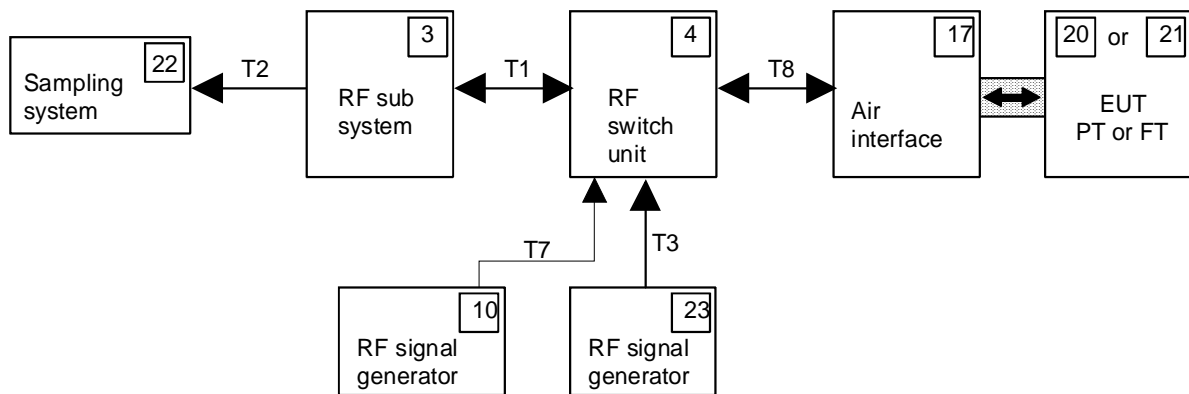 22
Sampling
system
T2
3
RF sub
system
T1
4
RF
switch
unit
T8
17
Air
interface
20 or 21
EUT
PT or FT
T7
T3
10
RF signal
generator
23
RF signal
generator